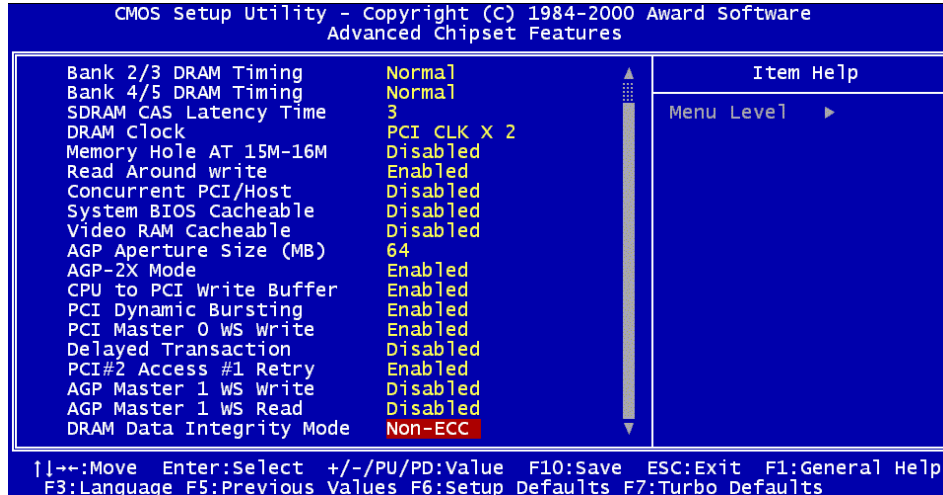 CMOS Setup Utility - Copyright (C) 1984-2000 Award Software
Advanced Chipset Features
Bank 2/3 DRAM Timing Normal
Bank 4/5 DRAM Timing Normal
SDRAM CAS Latency Time 3
DRAM Clock PCI CLK X 2
Memory Hole AT 15M-16M Disabled
Read Around write Enabled
Concurrent PCI/Host Disabled
System BIOS Cacheable Disabled
Video RAM Cacheable Disabled
AGP Aperture Size (MB) 64
AGP-2X Mode Enabled
CPU to PCI Write Buffer Enabled
PCI Dynamic Bursting Enabled
PCI Master 0 WS Write Enabled
Delayed Transaction Disabled
PCI#2 Access #1 Retry Enabled
AGP Master 1 WS Write Disabled
AGP Master 1 WS Read Disabled
DRAM Data Integrity Mode Non-ECC
Item Help
Menu Level ▶
↑↓→←:Move Enter:Select +/-/PU/PD:Value F10:Save ESC:Exit F1:General Help
F3:Language F5:Previous Values F6:Setup Defaults F7:Turbo Defaults